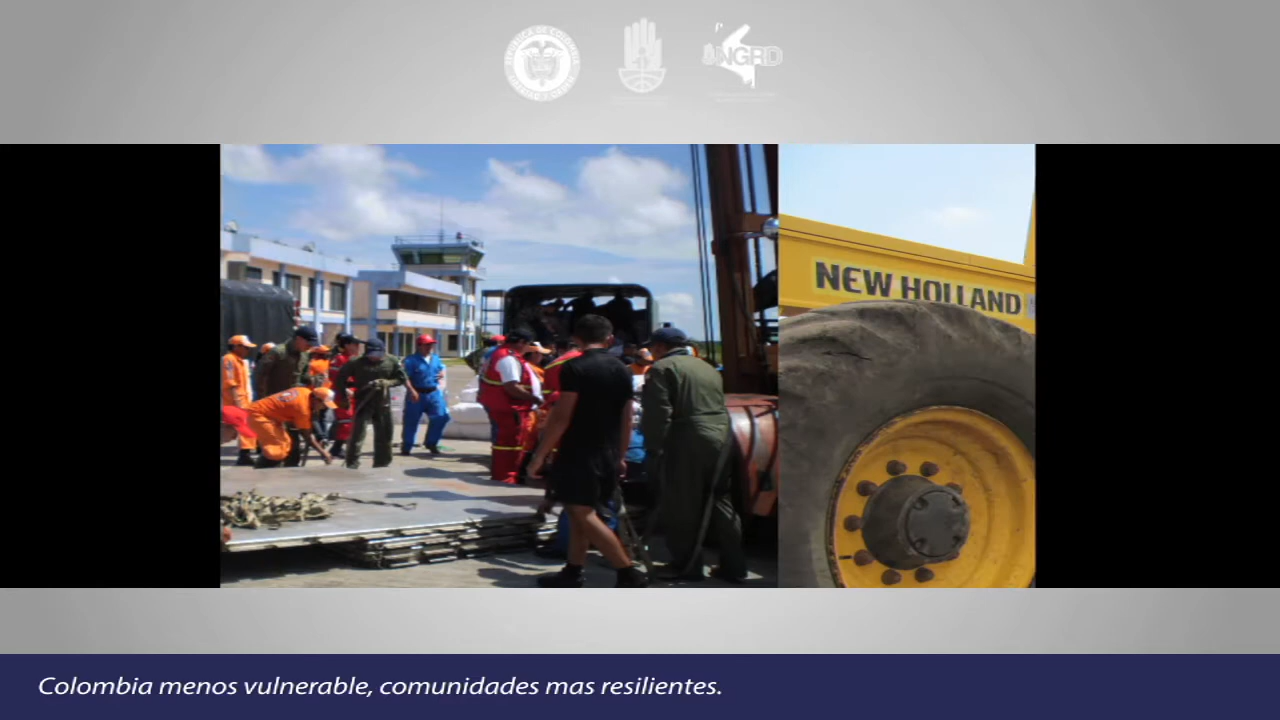 UNGRD
NEW HOLLAND
Colombia menos vulnerable, comunidades mas resilientes.